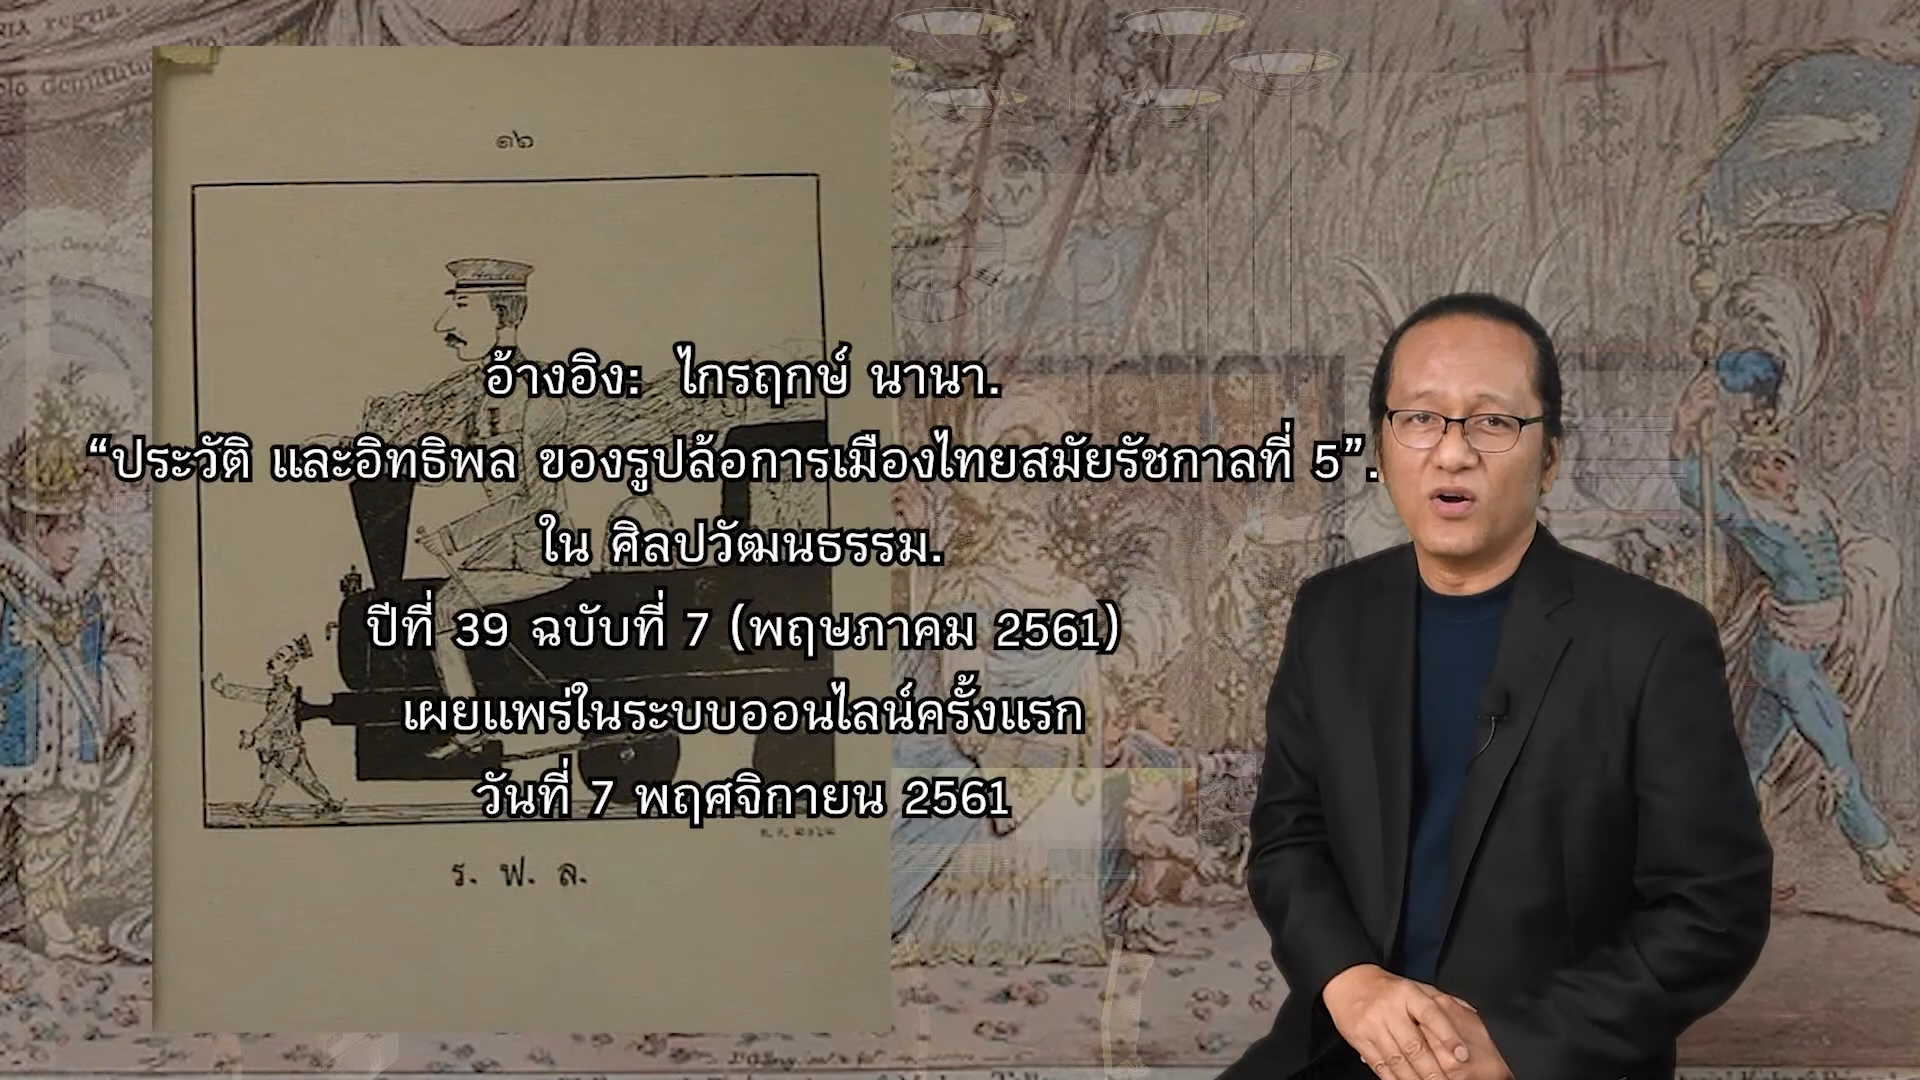 ๑๖
อ้างอิง: ไกรฤกษ์ นานา.
“ประวัติ และอิทธิพล ของรูปล้อการเมืองไทยสมัยรัชกาลที่ 5”.
ใน ศิลปวัฒนธรรม.
ปีที่ 39 ฉบับที่ 7 (พฤษภาคม 2561)
เผยแพร่ในระบบออนไลน์ครั้งแรก
วันที่ 7 พฤศจิกายน 2561
ร. ฟ. ล.